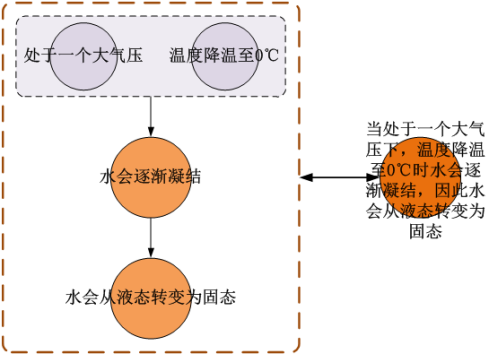 处于一个大气压
温度降温至0℃
水会逐渐凝结
水会从液态转变为固态
当处于一个大气
压下，温度降温
至0℃时水会逐
渐凝结，因此水
会从液态转变为
固态